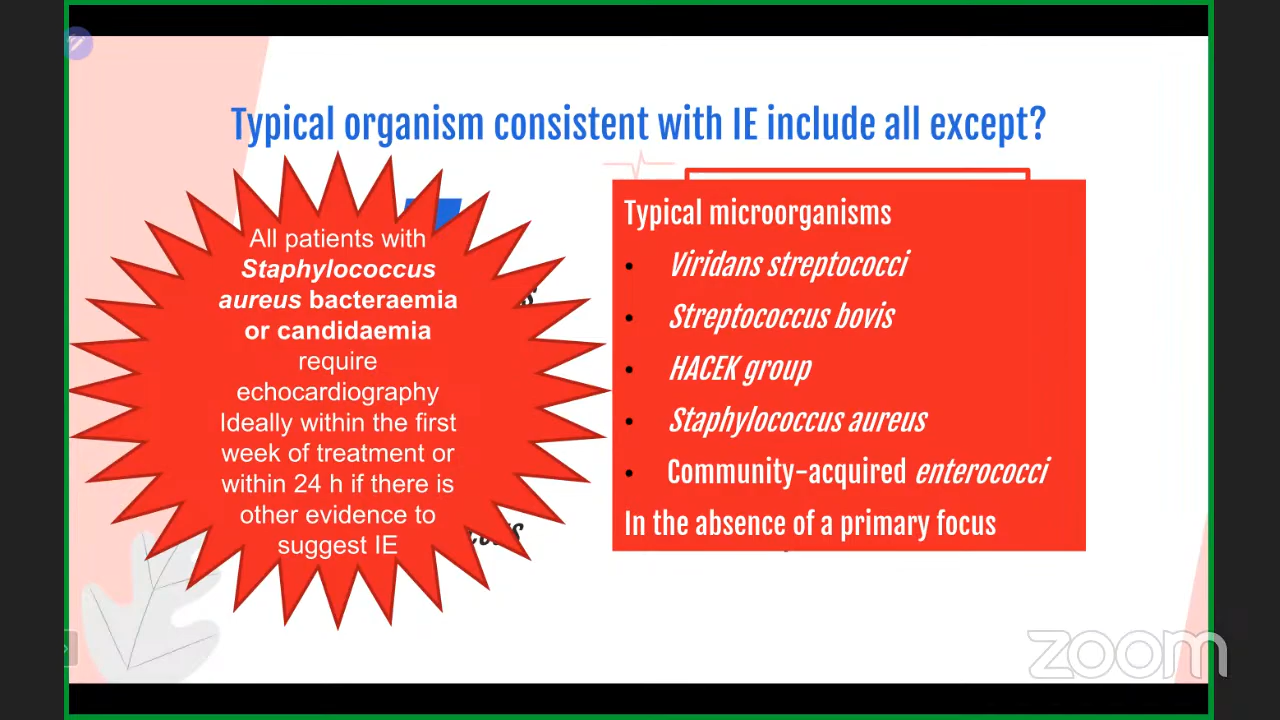 Typical organism consistent with IE include all except?
All patients with
Staphylococcus
aureus bacteraemia
or candidaemia
require
echocardiography
Ideally within the first
week of treatment or
within 24 h if there is
other evidence to
suggest IE
Typical microorganisms
• Viridans streptococci
• Streptococcus bovis
• HACEK group
• Staphylococcus aureus
• Community-acquired enterococci
In the absence of a primary focus
zoom